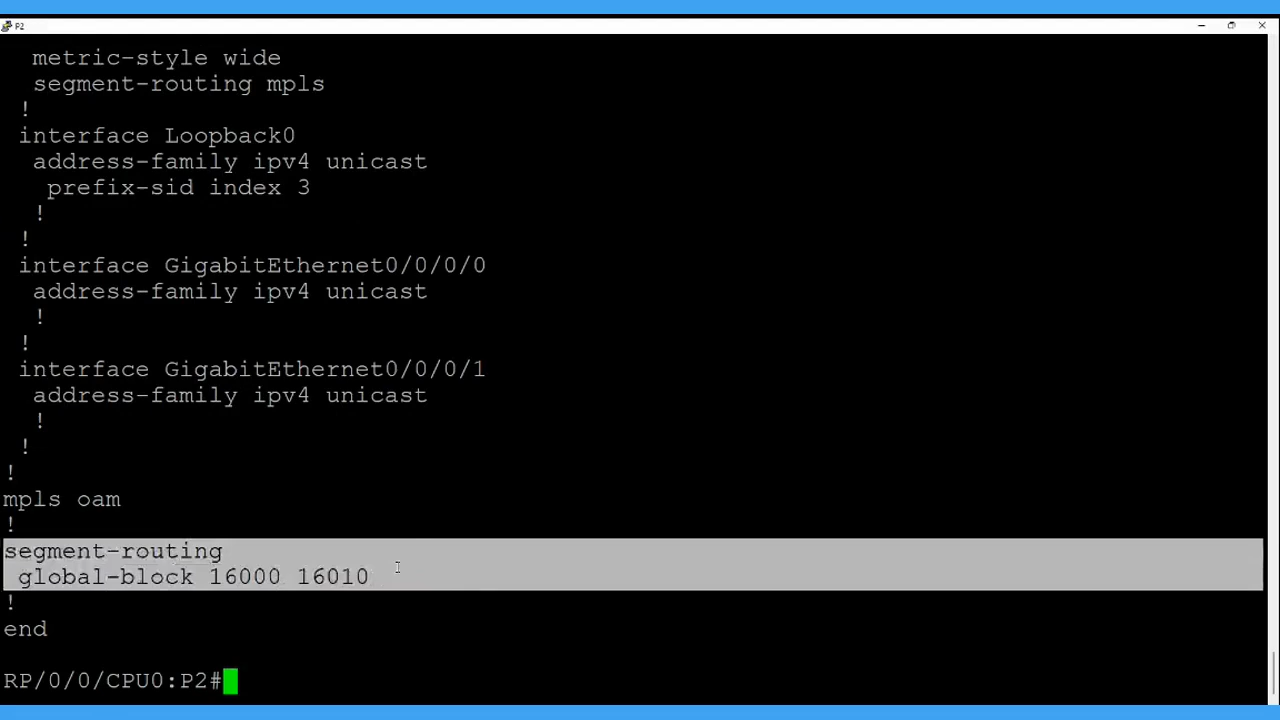 P2
metric-style wide
segment-routing mpls
!
interface Loopback0
address-family ipv4 unicast
prefix-sid index 3
!
!
interface GigabitEthernet0/0/0/0
address-family ipv4 unicast
!
!
interface GigabitEthernet0/0/0/1
address-family ipv4 unicast
!
!
!
mpls oam
!
segment-routing
global-block 16000 16010
!
end
RP/0/0/CPU0:P2#